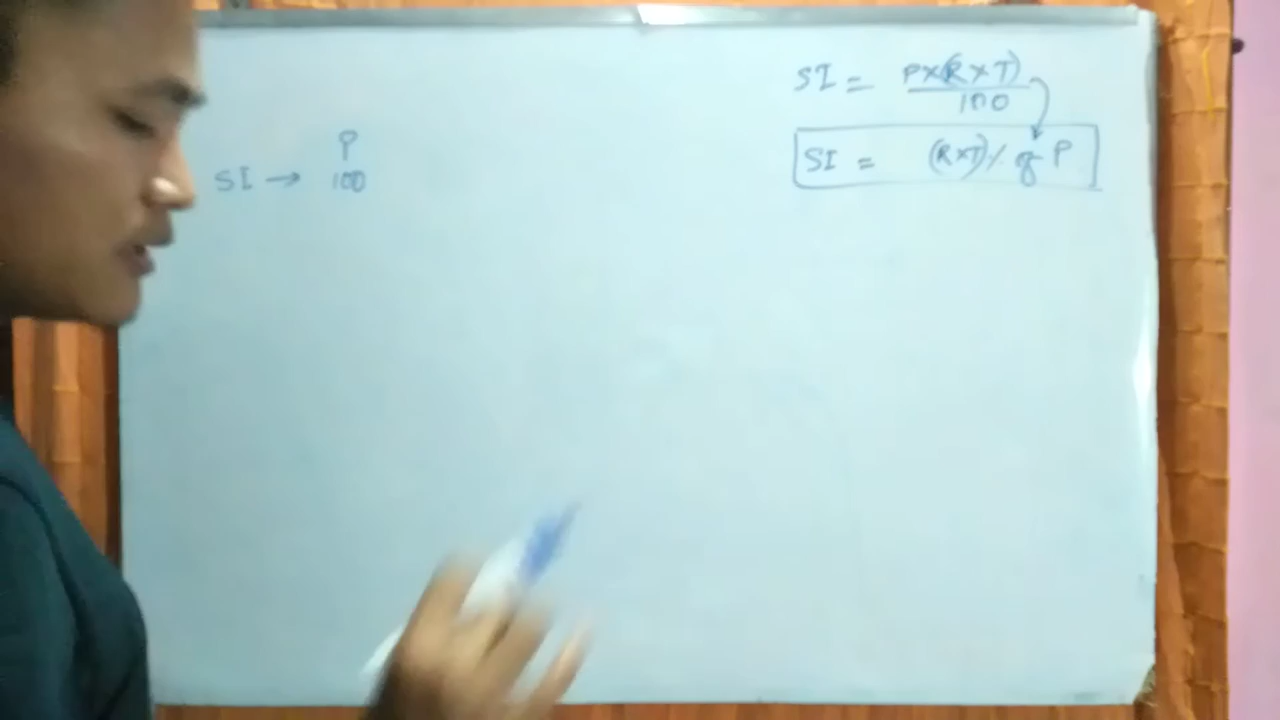 SI = P×(R×T)
100
SI = (R×T)% of P
P
SI → 100